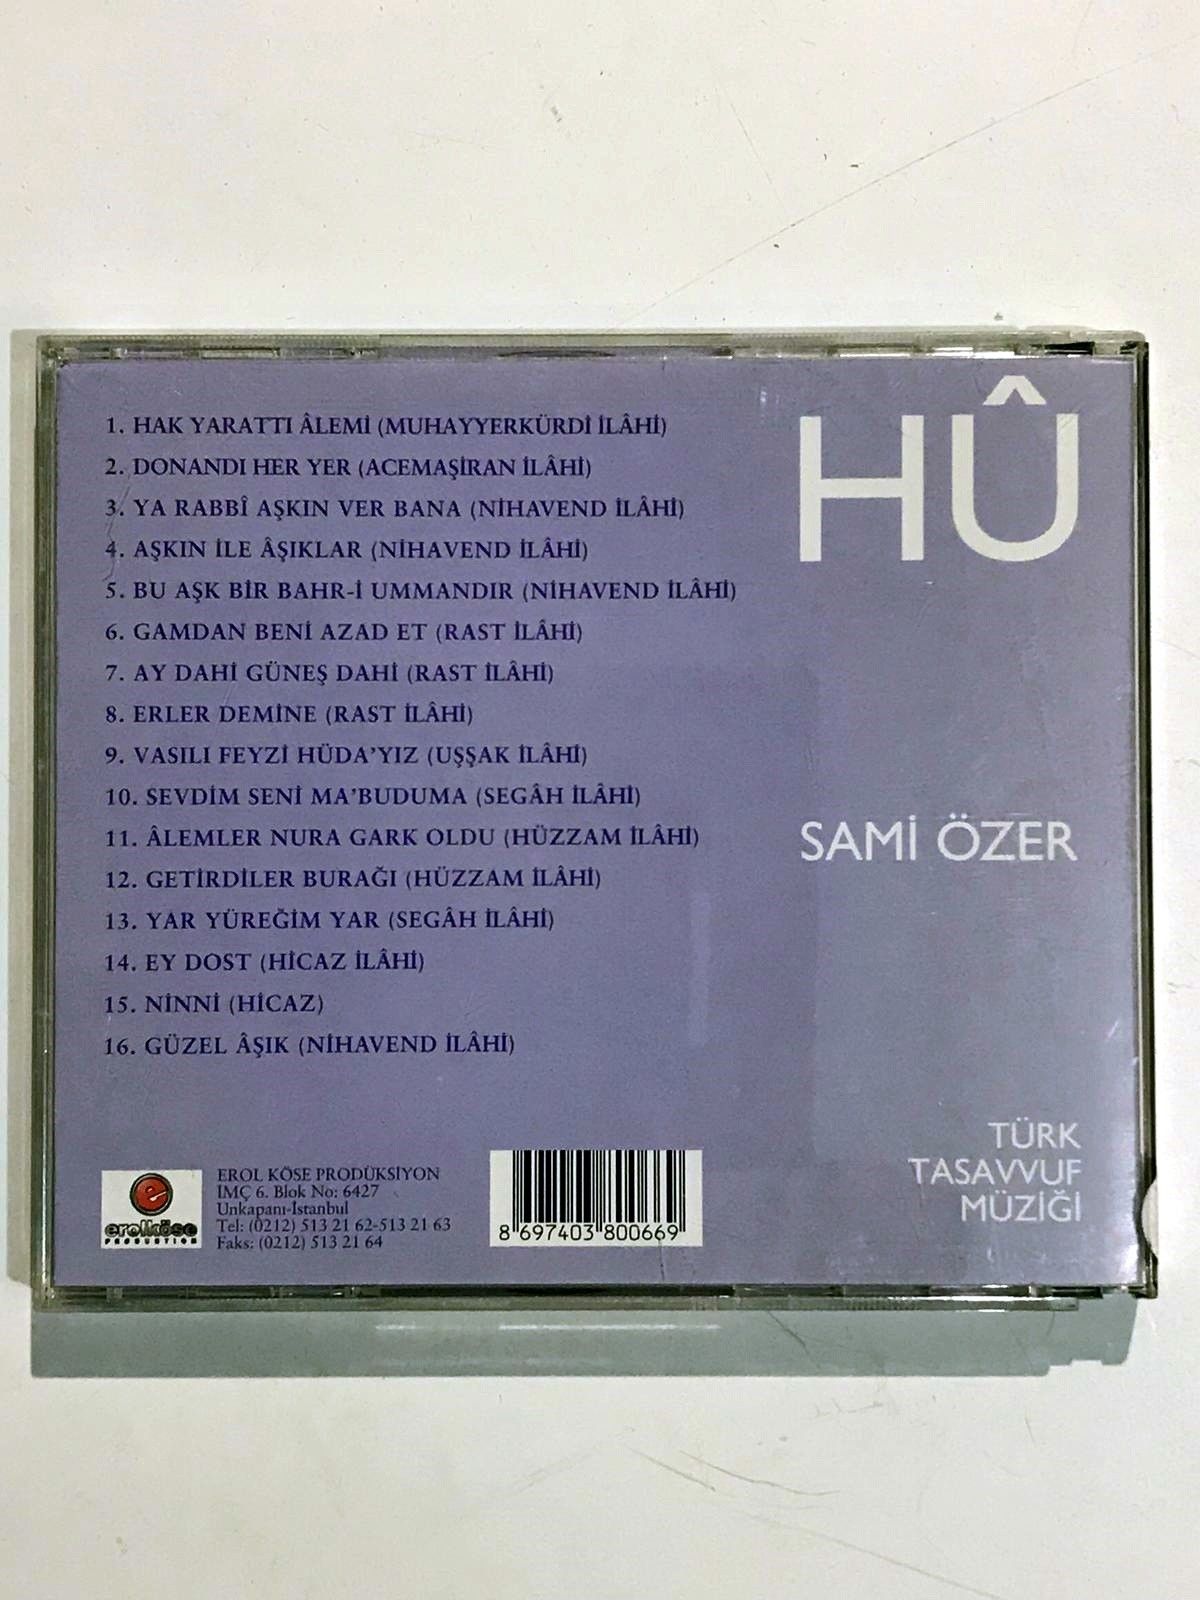 1. HAK YARATTI ÂLEMİ (MUHAYYERKÜRDİ İLÂHİ)
2. DONANDI HER YER (ACEMAŞİRAN İLÂHİ)
3. YA RABBÎ AŞKIN VER BANA (NİHAVEND İLÂHİ)
4. AŞKIN İLE ÂŞIKLAR (NİHAVEND İLÂHİ)
5. BU AŞK BİR BAHR-İ UMMANDIR (NİHAVEND İLÂHİ)
6. GAMDAN BENİ AZAD ET (RAST İLÂHİ)
7. AY DAHİ GÜNEŞ DAHİ (RAST İLÂHİ)
8. ERLER DEMİNE (RAST İLÂHİ)
9. VASILI FEYZİ HÜDA'YIZ (UŞŞAK İLÂHİ)
10. SEVDİM SENİ MA'BUDUMA (SEGÂH İLÂHİ)
11. ÂLEMLER NURA GARK OLDU (HÜZZAM İLÂHİ)
12. GETİRDİLER BURAĞI (HÜZZAM İLÂHİ)
13. YAR YÜREĞİM YAR (SEGÂH İLÂHİ)
14. EY DOST (HİCAZ İLÂHİ)
15. NİNNİ (HİCAZ)
16. GÜZEL ÂŞIK (NİHAVEND İLÂHİ)
HÛ
SAMİ ÖZER
TÜRK
TASAVVUF
MÜZİĞİ
e
erolköse
PRODUCTION
EROL KÖSE PRODÜKSİYON
İMÇ 6. Blok No: 6427
Unkapanı-İstanbul
Tel: (0212) 513 21 62-513 21 63
Faks: (0212) 513 21 64
8 697403 800669